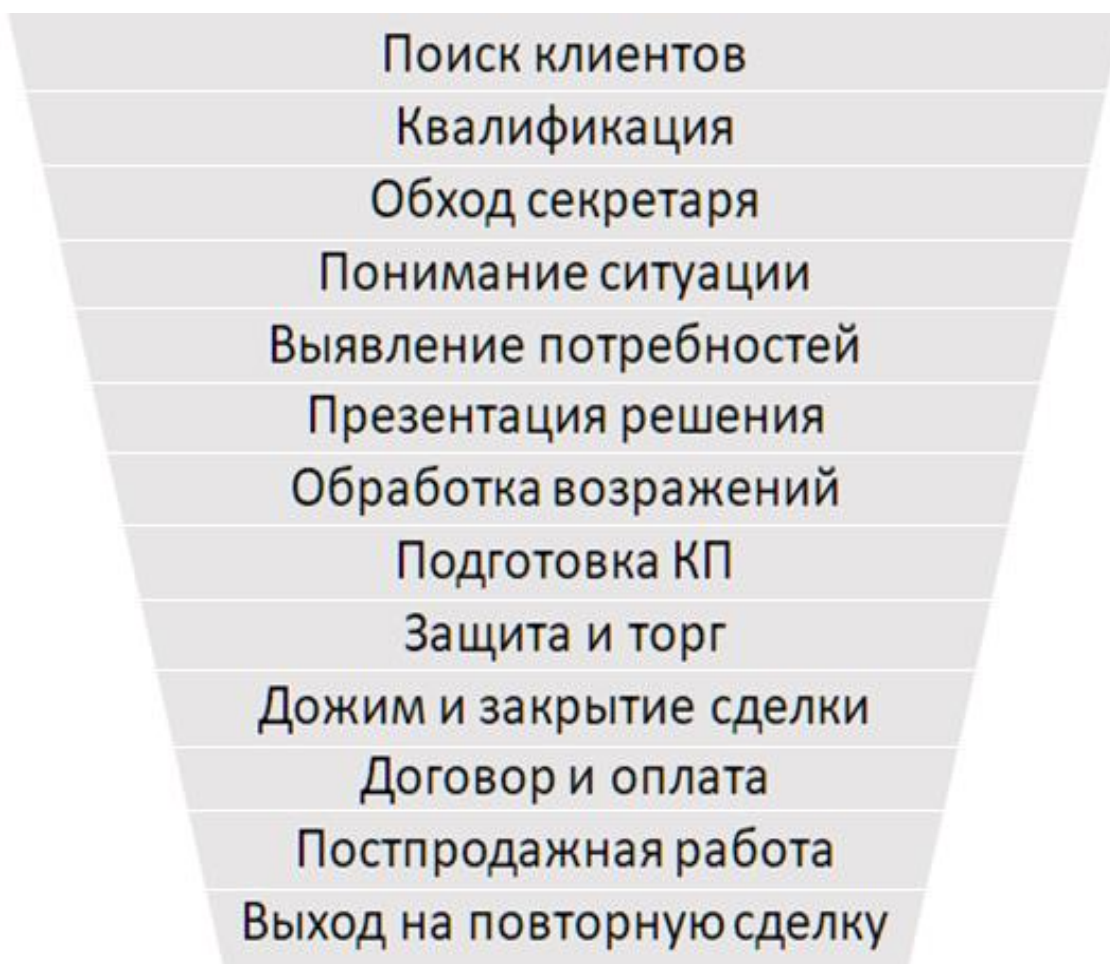 Поиск клиентов
Квалификация
Обход секретаря
Понимание ситуации
Выявление потребностей
Презентация решения
Обработка возражений
Подготовка КП
Защита и торг
Дожим и закрытие сделки
Договор и оплата
Постпродажная работа
Выход на повторную сделку